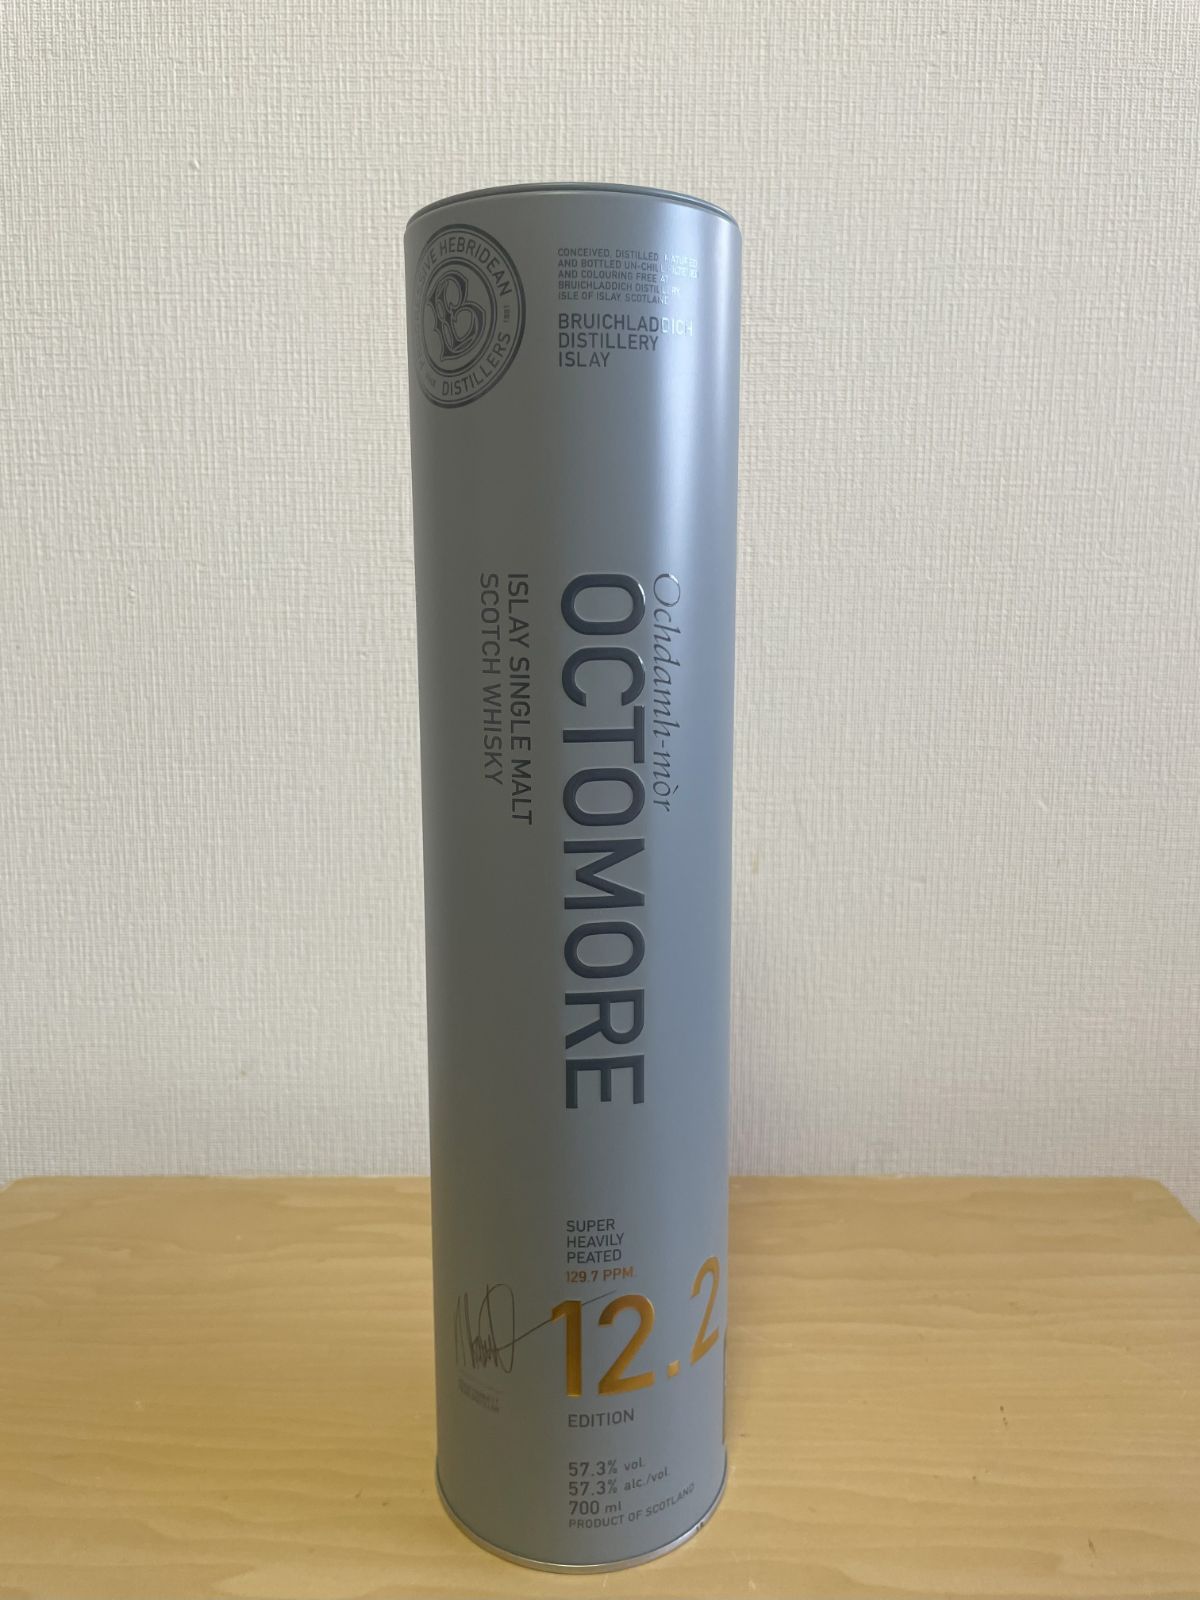 HEBRIDEAN
DISTILLERS
1881
CONCEIVED, DISTILLED, MATURED
AND BOTTLED UN-CHILL FILTERED
AND COLOURING FREE AT
BRUICHLADDICH DISTILLERY
ISLE OF ISLAY SCOTLAND
BRUICHLADDICH
DISTILLERY
ISLAY
Ochdamh-mòr
OCTOMORE
ISLAY SINGLE MALT
SCOTCH WHISKY
SUPER
HEAVILY
PEATED
129.7 PPM.
12.2
EDITION
57.3% vol.
57.3% alc./vol.
700 ml
PRODUCT OF SCOTLAND